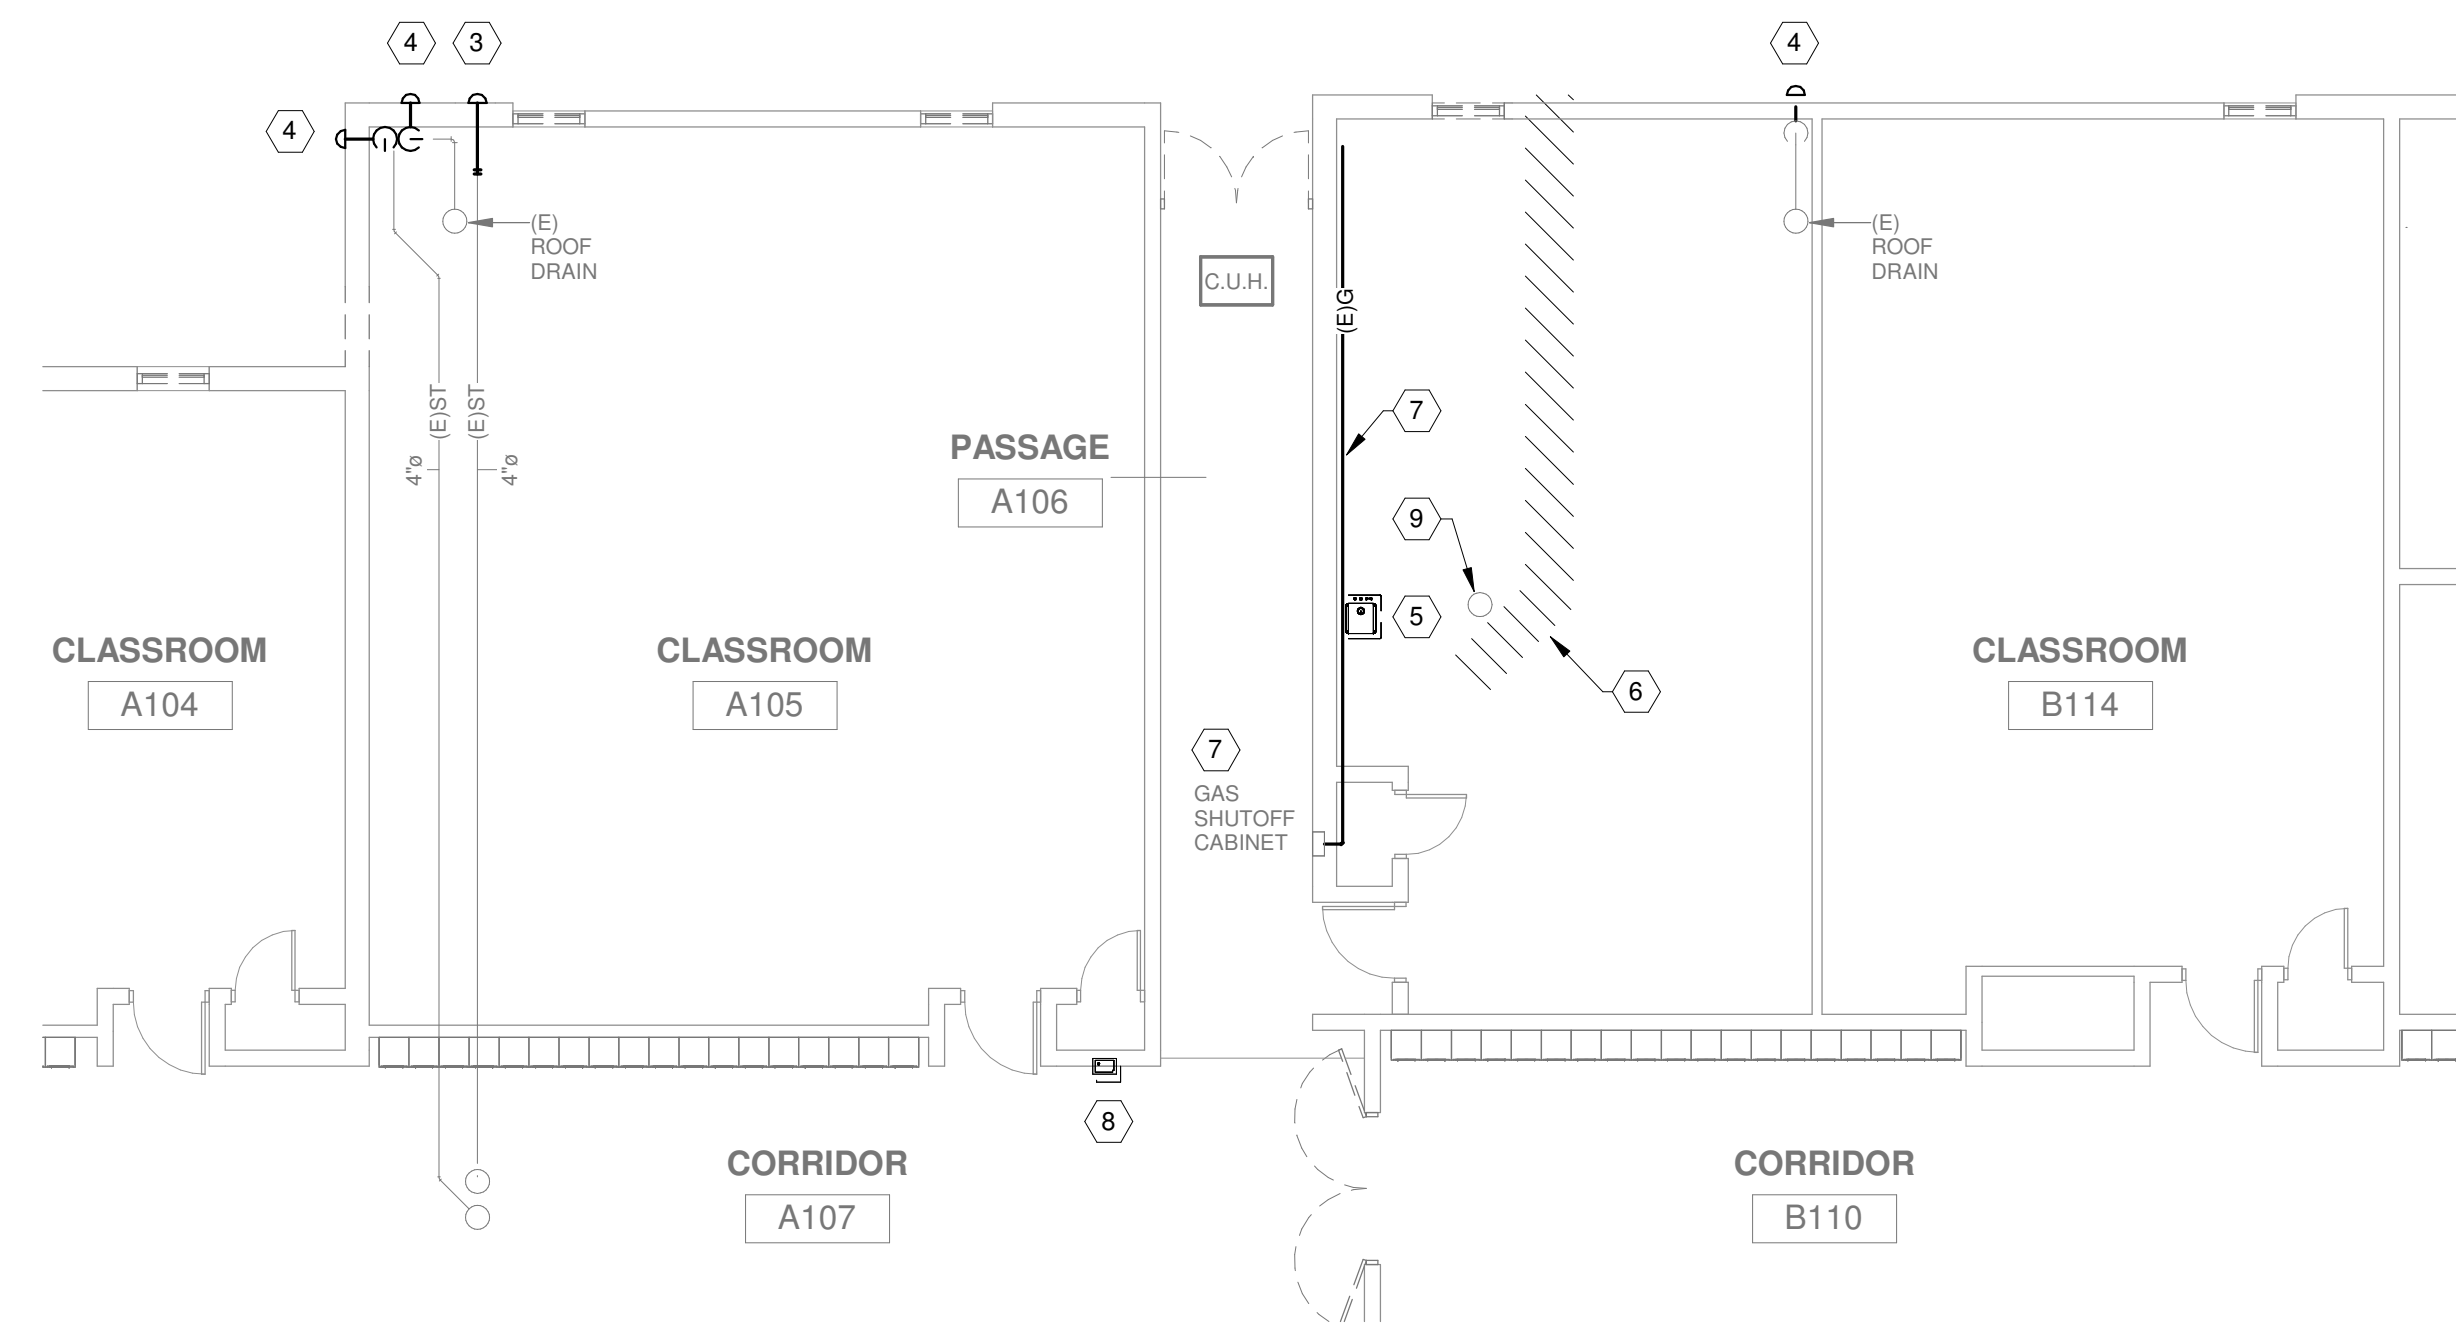 4
3
4
4
(E)
ROOF
DRAIN
(E)
ROOF
DRAIN
C.U.H.
(E)G
(E)ST
(E)ST
7
4"ø
4"ø
PASSAGE
A106
9
5
CLASSROOM
A104
CLASSROOM
A105
6
CLASSROOM
B114
7
GAS
SHUTOFF
CABINET
8
CORRIDOR
A107
CORRIDOR
B110